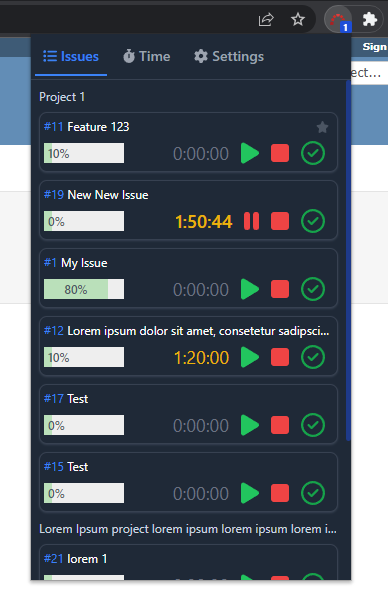 Sign
1
ect...
Issues Time Settings
Project 1
#11 Feature 123
10% 0:00:00
#19 New New Issue
0% 1:50:44
#1 My Issue
80% 0:00:00
#12 Lorem ipsum dolor sit amet, consetetur sadipsci...
10% 1:20:00
#17 Test
0% 0:00:00
#15 Test
0% 0:00:00
Lorem Ipsum project lorem ipsum lorem ipsum lorem i...
#21 lorem 1